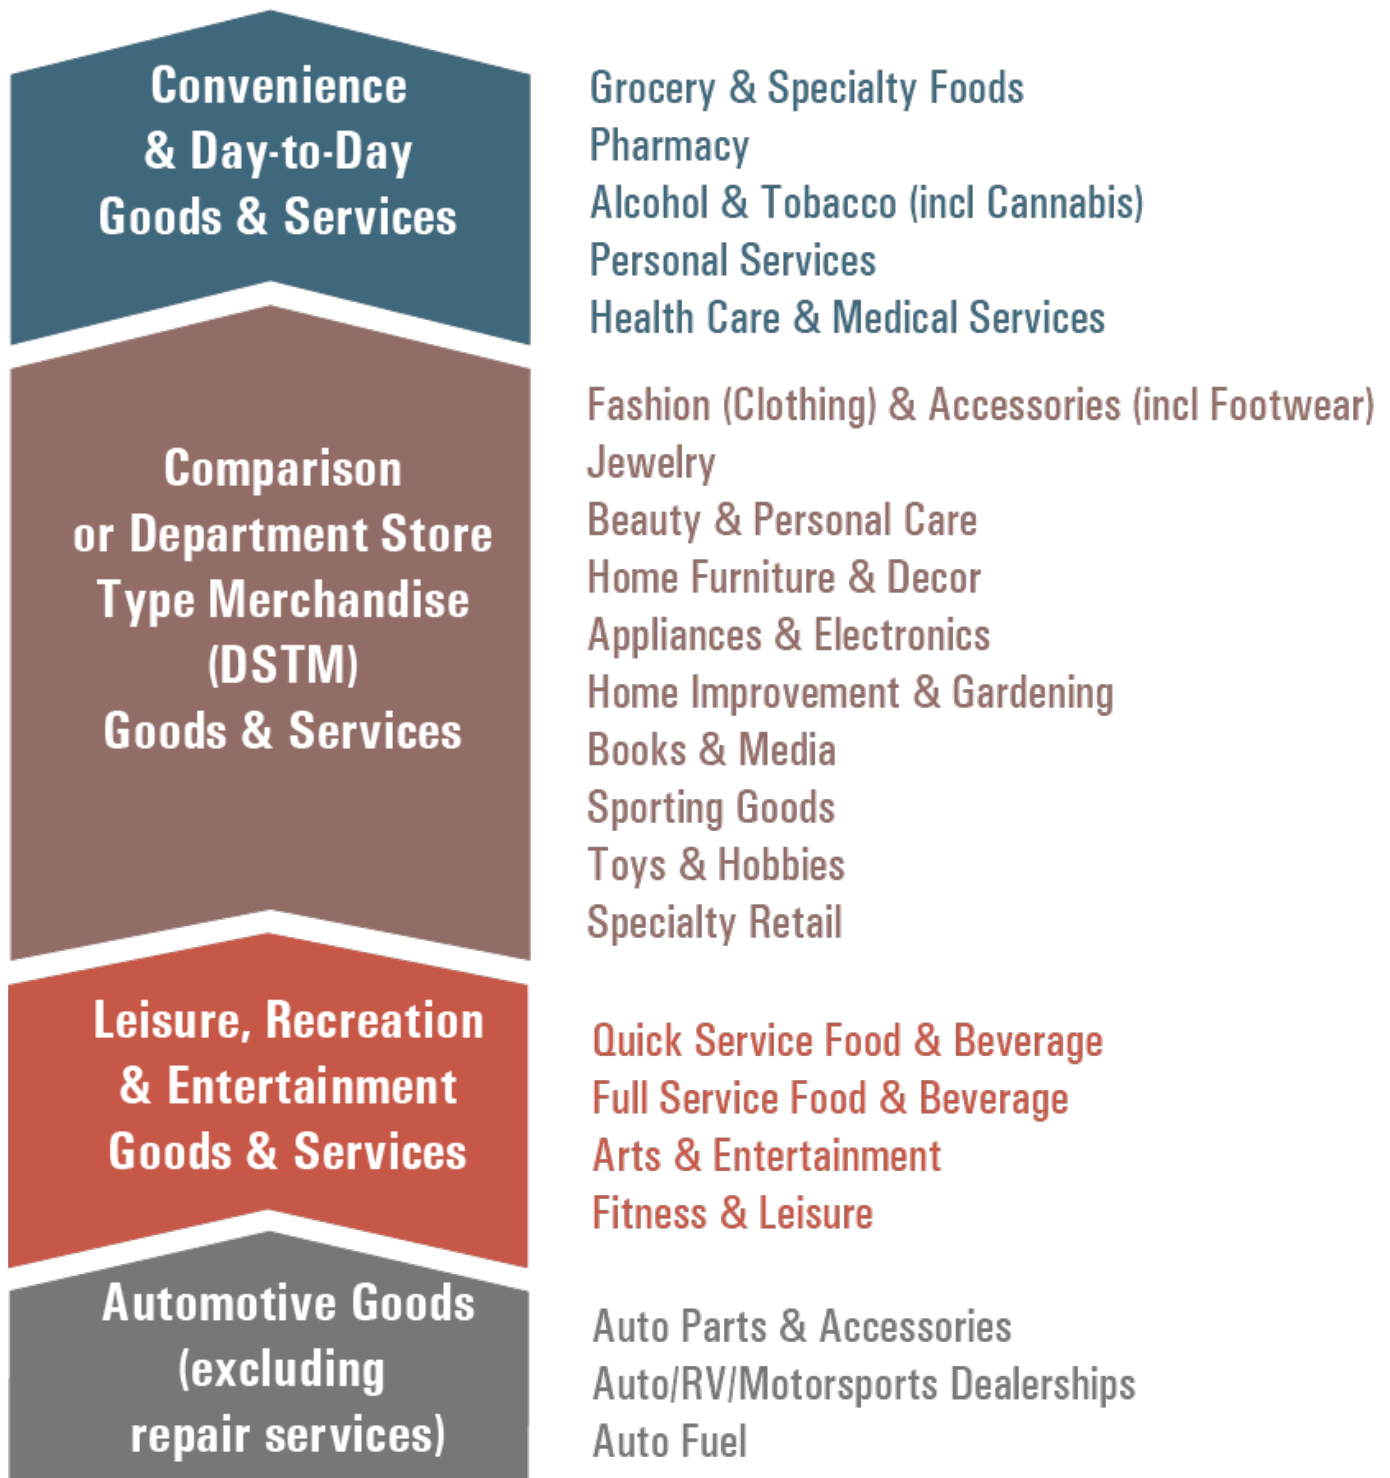 Convenience
& Day-to-Day
Goods & Services
Grocery & Specialty Foods
Pharmacy
Alcohol & Tobacco (incl Cannabis)
Personal Services
Health Care & Medical Services
Comparison
or Department Store
Type Merchandise
(DSTM)
Goods & Services
Fashion (Clothing) & Accessories (incl Footwear)
Jewelry
Beauty & Personal Care
Home Furniture & Decor
Appliances & Electronics
Home Improvement & Gardening
Books & Media
Sporting Goods
Toys & Hobbies
Specialty Retail
Leisure, Recreation
& Entertainment
Goods & Services
Quick Service Food & Beverage
Full Service Food & Beverage
Arts & Entertainment
Fitness & Leisure
Automotive Goods
(excluding
repair services)
Auto Parts & Accessories
Auto/RV/Motorsports Dealerships
Auto Fuel